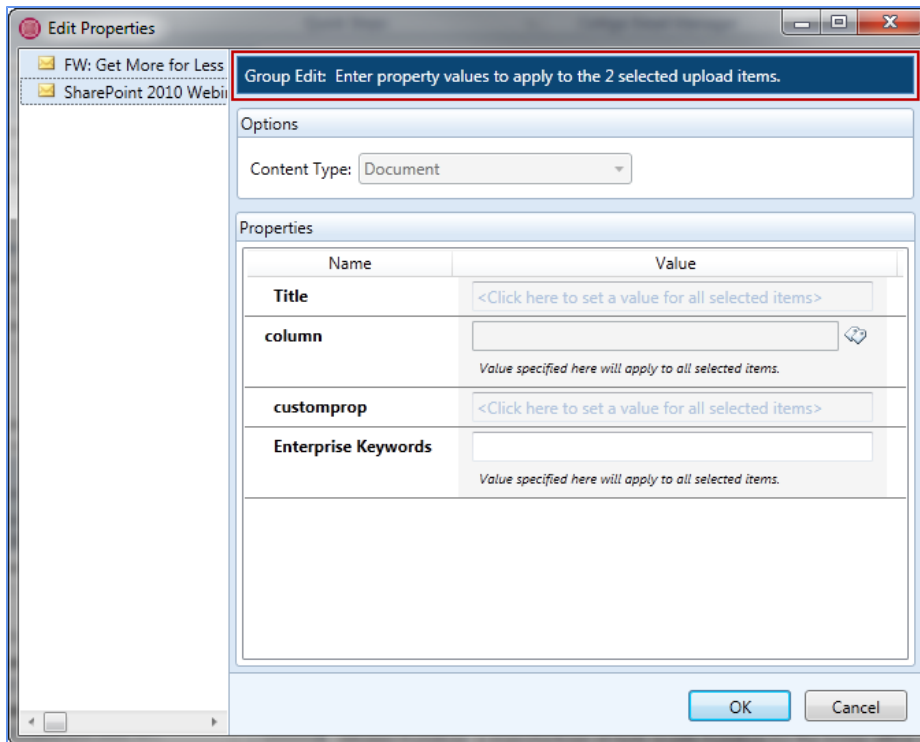 Edit Properties
FW: Get More for Less
SharePoint 2010
Group Edit: Enter property values to apply to the 2 selected upload items.
Options
Content Type: Document
Properties
Name Value
Title <Click here to set a value for all selected items>
column
Value specified here will apply to all selected items.
customprop <Click here to set a value for all selected items>
Enterprise Keywords
Value specified here will apply to all selected items.
OK Cancel